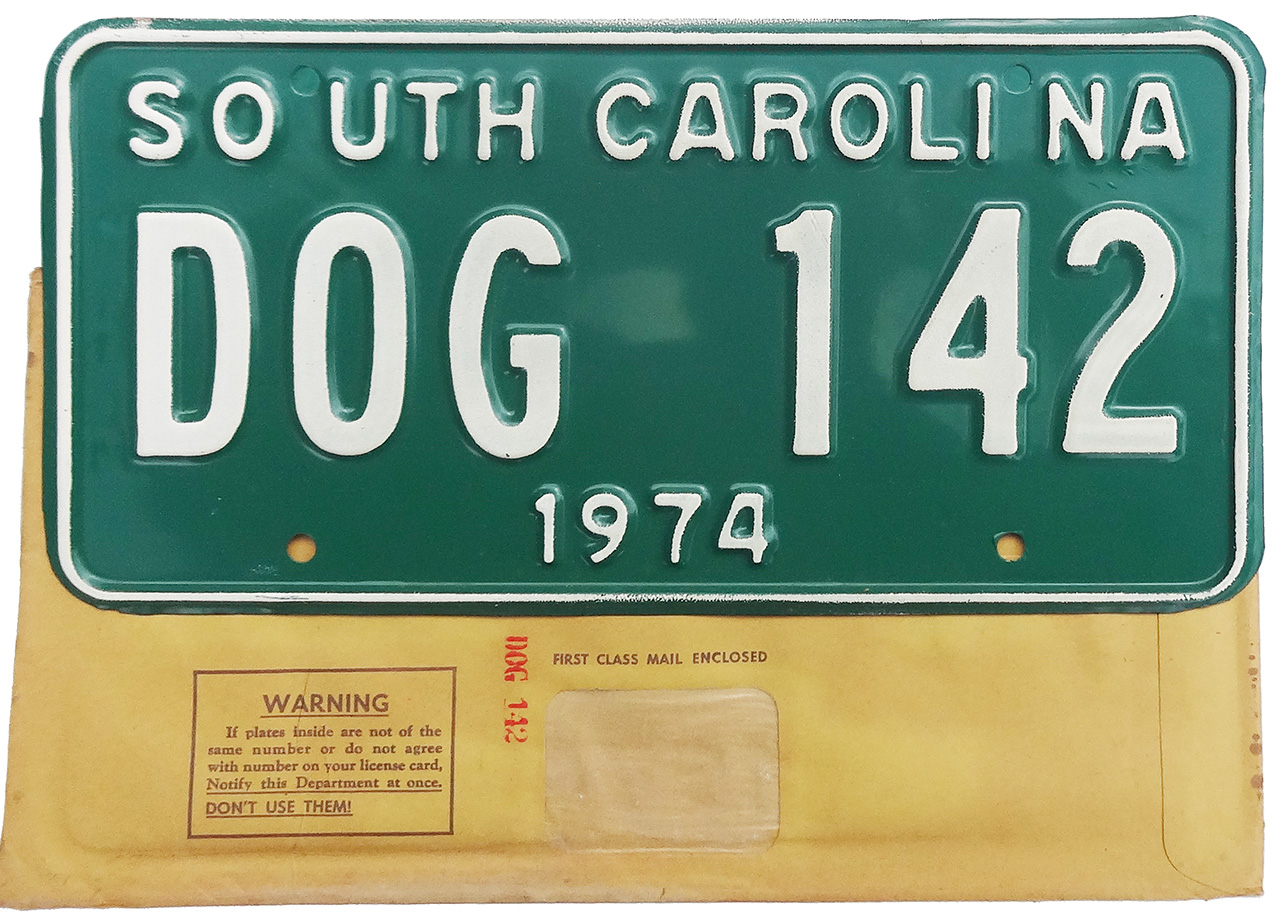 SOUTH CAROLINA
DOG 142
1974
DOG 142
FIRST CLASS MAIL ENCLOSED
WARNING
If plates inside are not of the
same number or do not agree
with number on your license card,
Notify this Department at once.
DON'T USE THEM!